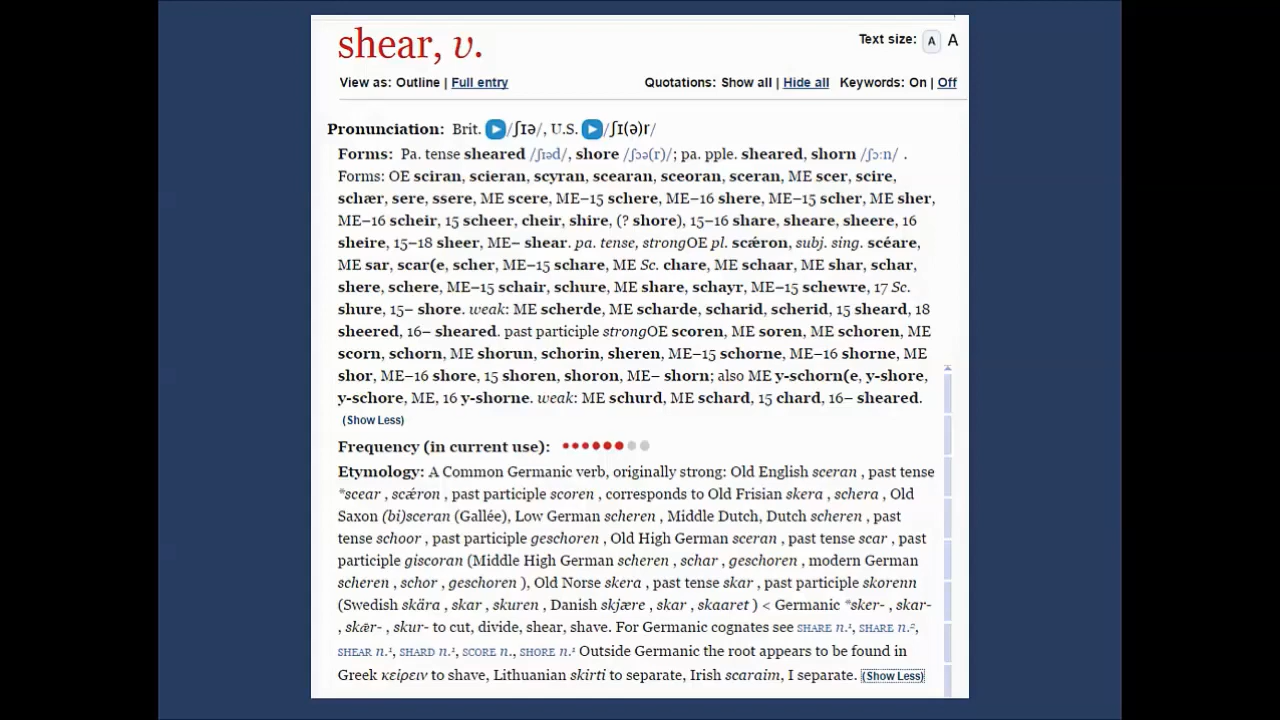 shear, v.
Text size: A A
View as: Outline | Full entry Quotations: Show all | Hide all Keywords: On | Off
Pronunciation: Brit. /ʃɪə/, U.S. /ʃɪ(ə)r/
Forms: Pa. tense sheared /ʃɪəd/, shore /ʃɔə(r)/; pa. pple. sheared, shorn /ʃɔːn/ .
Forms: OE sciran, scieran, scyran, scearan, sceoran, sceran, ME scer, scire,
schær, sere, ssere, ME scere, ME–15 schere, ME–16 shere, ME–15 scher, ME sher,
ME–16 scheir, 15 scheer, cheir, shire, (? shore), 15–16 share, sheare, sheere, 16
sheire, 15–18 sheer, ME– shear. pa. tense, strongOE pl. scǽron, subj. sing. scéare,
ME sar, scar(e, scher, ME–15 schare, ME Sc. chare, ME schaar, ME shar, schar,
shere, schere, ME–15 schair, schure, ME share, schayr, ME–15 schewre, 17 Sc.
shure, 15– shore. weak: ME scherde, ME scharde, scharid, scherid, 15 sheard, 18
sheered, 16– sheared. past participle strongOE scoren, ME soren, ME schoren, ME
scorn, schorn, ME shorun, schorin, sheren, ME–15 schorne, ME–16 shorne, ME
shor, ME–16 shore, 15 shoren, shoron, ME– shorn; also ME y-schorn(e, y-shore,
y-schore, ME, 16 y-shorne. weak: ME schurd, ME schard, 15 chard, 16– sheared.
(Show Less)
Frequency (in current use):
Etymology: A Common Germanic verb, originally strong: Old English sceran , past tense
*scear , scǽron , past participle scoren , corresponds to Old Frisian skera , schera , Old
Saxon (bi)sceran (Gallée), Low German scheren , Middle Dutch, Dutch scheren , past
tense schoor , past participle geschoren , Old High German sceran , past tense scar , past
participle giscoran (Middle High German scheren , schar , geschoren , modern German
scheren , schor , geschoren ), Old Norse skera , past tense skar , past participle skorenn
(Swedish skära , skar , skuren , Danish skjære , skar , skaaret ) < Germanic *sker- , skar-
, skǣr- , skur- to cut, divide, shear, shave. For Germanic cognates see SHARE n.¹, SHARE n.²,
SHEAR n.¹, SHARD n.¹, SCORE n., SHORE n.¹ Outside Germanic the root appears to be found in
Greek κείρειν to shave, Lithuanian skirti to separate, Irish scaraim, I separate. (Show Less)